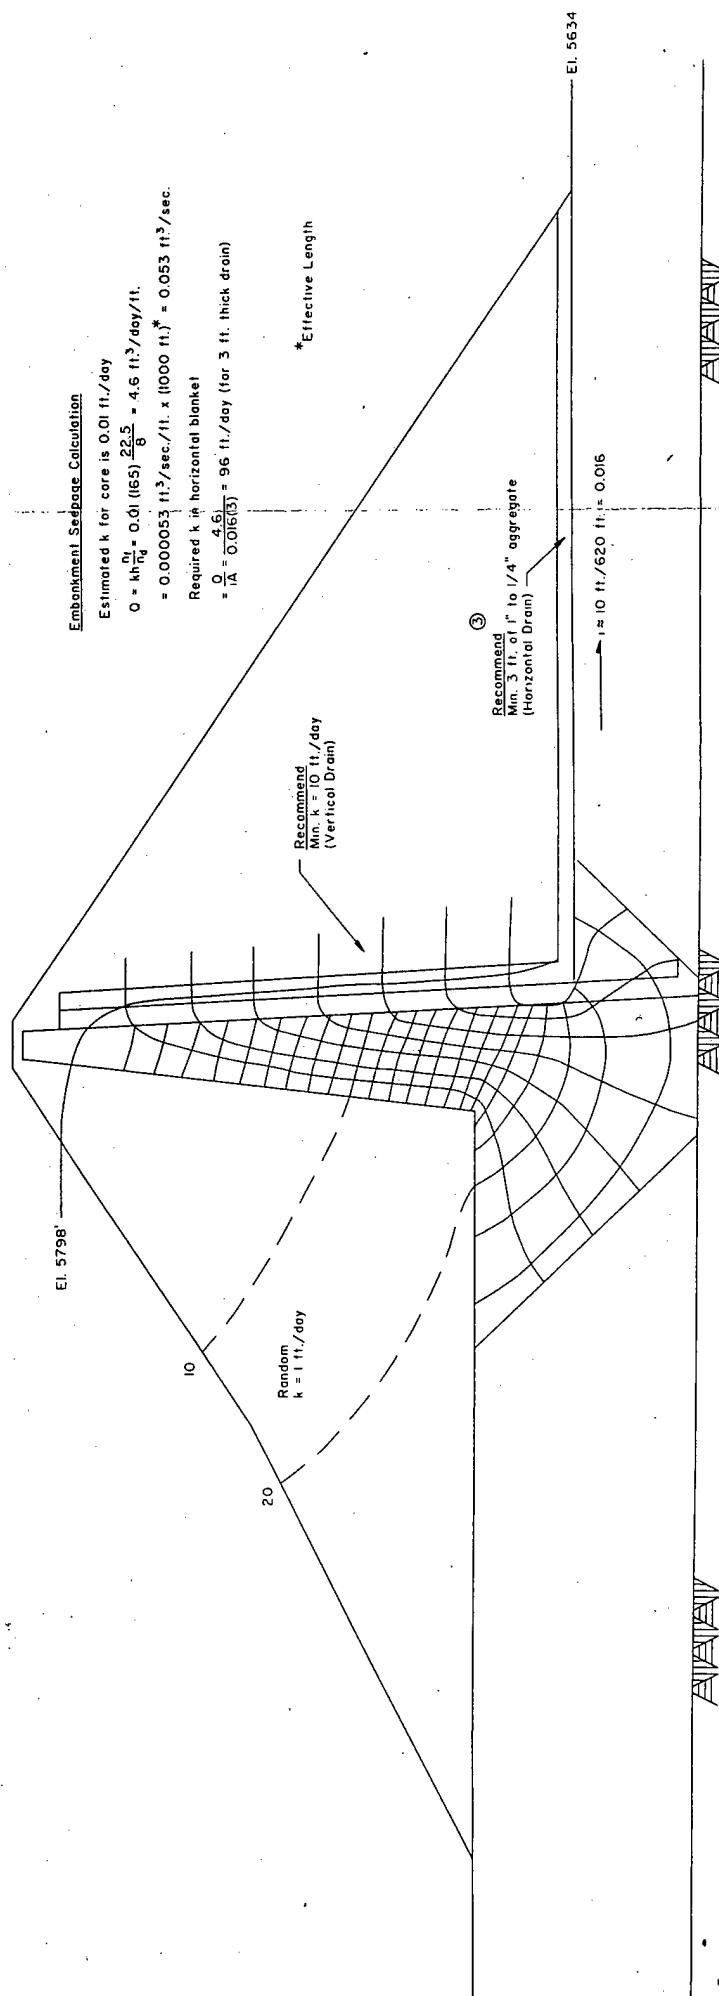 Embankment Seepage Calculation
Estimated k for core is 0.01 ft./day
Q = kh nf/nd = 0.01 (165) 22.5/8 = 4.6 ft.³/day/ft.
= 0.000053 ft.³/sec./ft. x (1000 ft.)* = 0.053 ft.³/sec.
Required k in horizontal blanket
= Q/iA = 4.6/0.016(3) = 96 ft./day (for 3 ft. thick drain)
*Effective Length
El. 5798'
10
20
Random
k = 1 ft./day
Recommend
Min. k = 10 ft./day
(Vertical Drain)
③
Recommend
Min. 3 ft. of 1" to 1/4" aggregate
(Horizontal Drain)
i ≈ 10 ft./620 ft. = 0.016
El. 5634